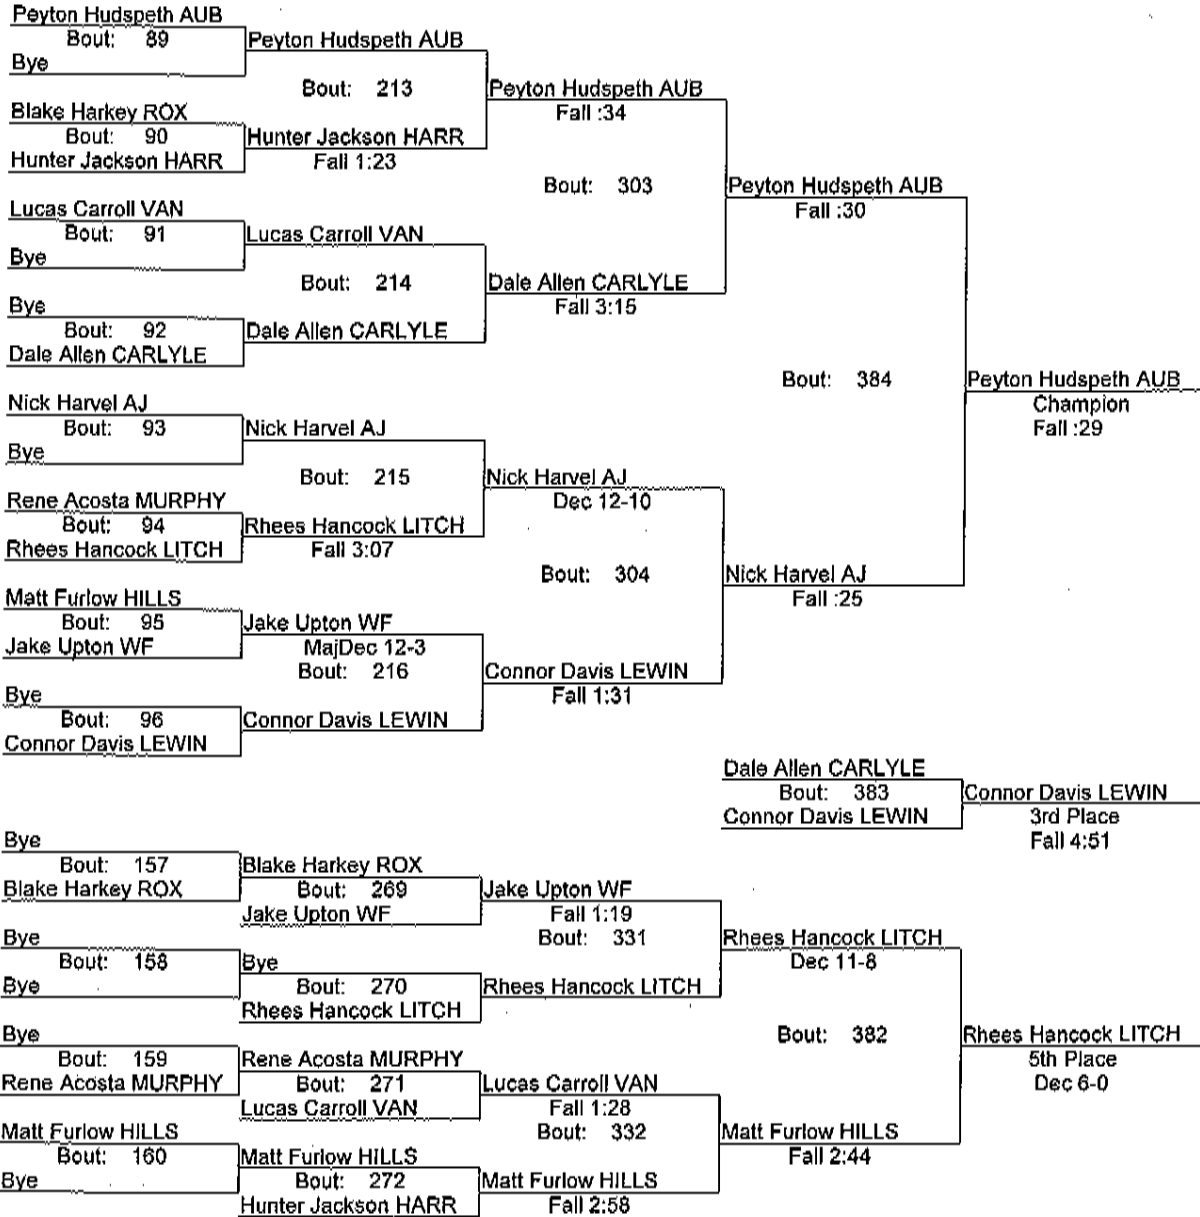 Peyton Hudspeth AUB
Bout: 89
Bye
Peyton Hudspeth AUB
Bout: 213
Blake Harkey ROX
Bout: 90
Hunter Jackson HARR
Hunter Jackson HARR
Fall 1:23
Peyton Hudspeth AUB
Fall :34
Bout: 303
Lucas Carroll VAN
Bout: 91
Bye
Lucas Carroll VAN
Bout: 214
Bye
Bout: 92
Dale Allen CARLYLE
Dale Allen CARLYLE
Dale Allen CARLYLE
Fall 3:15
Peyton Hudspeth AUB
Fall :30
Bout: 384
Peyton Hudspeth AUB
Champion
Fall :29
Nick Harvel AJ
Bout: 93
Bye
Nick Harvel AJ
Bout: 215
Rene Acosta MURPHY
Bout: 94
Rhees Hancock LITCH
Rhees Hancock LITCH
Fall 3:07
Nick Harvel AJ
Dec 12-10
Bout: 304
Nick Harvel AJ
Fall :25
Matt Furlow HILLS
Bout: 95
Jake Upton WF
Jake Upton WF
MajDec 12-3
Bout: 216
Bye
Bout: 96
Connor Davis LEWIN
Connor Davis LEWIN
Connor Davis LEWIN
Fall 1:31
Dale Allen CARLYLE
Bout: 383
Connor Davis LEWIN
Connor Davis LEWIN
3rd Place
Fall 4:51
Bye
Bout: 157
Blake Harkey ROX
Blake Harkey ROX
Bout: 269
Jake Upton WF
Jake Upton WF
Fall 1:19
Bout: 331
Bye
Bout: 158
Bye
Bye
Bout: 270
Rhees Hancock LITCH
Rhees Hancock LITCH
Rhees Hancock LITCH
Dec 11-8
Bout: 382
Rhees Hancock LITCH
5th Place
Dec 6-0
Bye
Bout: 159
Rene Acosta MURPHY
Rene Acosta MURPHY
Bout: 271
Lucas Carroll VAN
Lucas Carroll VAN
Fall 1:28
Bout: 332
Matt Furlow HILLS
Bout: 160
Bye
Matt Furlow HILLS
Bout: 272
Hunter Jackson HARR
Matt Furlow HILLS
Fall 2:58
Matt Furlow HILLS
Fall 2:44